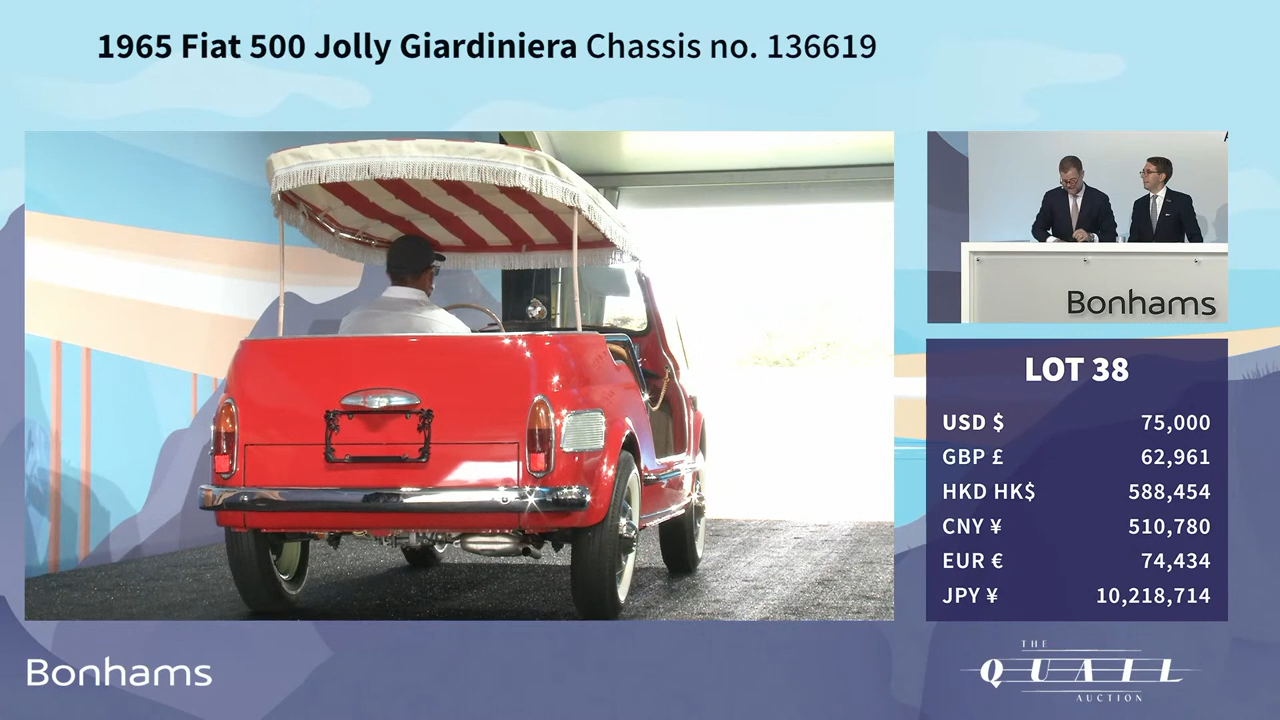 1965 Fiat 500 Jolly Giardiniera Chassis no. 136619
Bonhams
LOT 38
USD $ 75,000
GBP £ 62,961
HKD HK$ 588,454
CNY ¥ 510,780
EUR € 74,434
JPY ¥ 10,218,714
Bonhams
THE
QUAIL
AUCTION